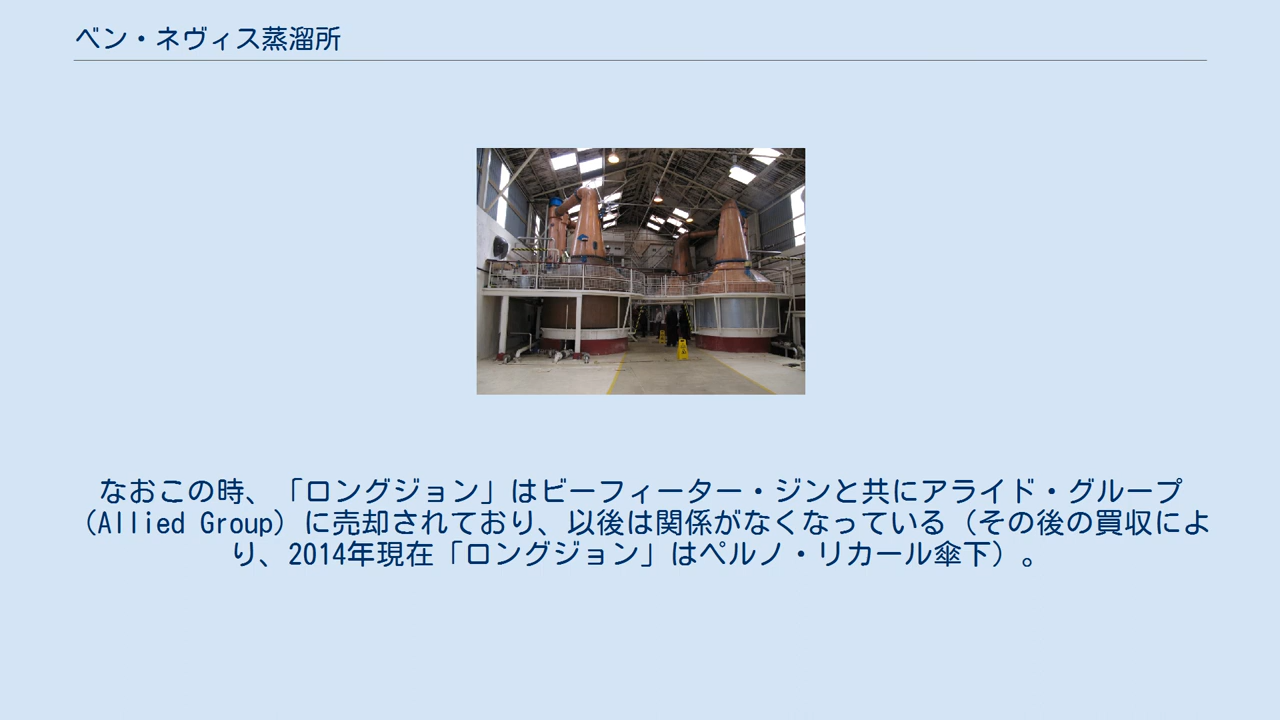 ベン・ネヴィス蒸溜所
なおこの時、「ロングジョン」はビーフィーター・ジンと共にアライド・グループ
(Allied Group) に売却されており、以後は関係がなくなっている（その後の買収によ
り、2014年現在「ロングジョン」はペルノ・リカール傘下）。